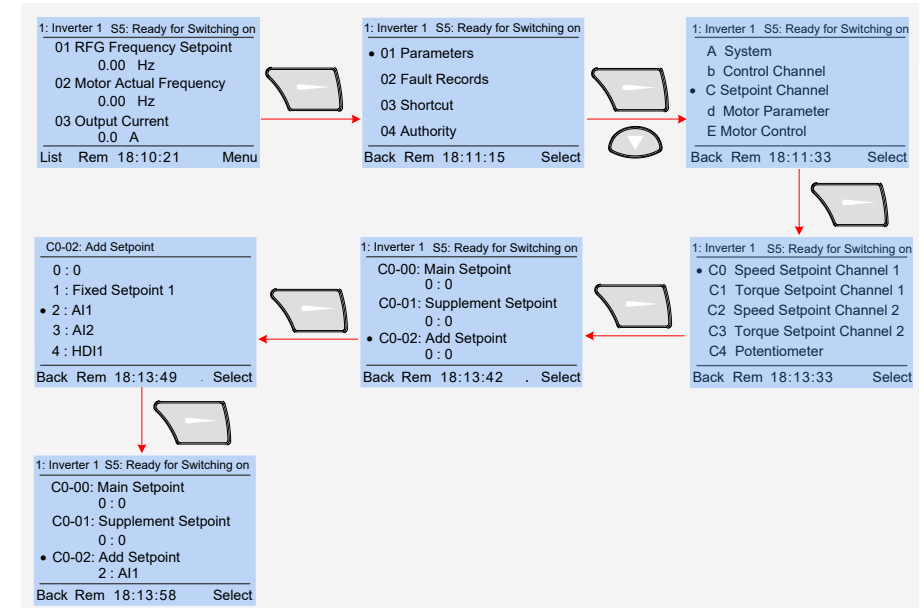 1: Inverter 1 S5: Ready for Switching on
01 RFG Frequency Setpoint
0.00 Hz
02 Motor Actual Frequency
0.00 Hz
03 Output Current
0.0 A
List Rem 18:10:21 Menu
1: Inverter 1 S5: Ready for Switching on
• 01 Parameters
02 Fault Records
03 Shortcut
04 Authority
Back Rem 18:11:15 Select
1: Inverter 1 S5: Ready for Switching on
A System
b Control Channel
• C Setpoint Channel
d Motor Parameter
E Motor Control
Back Rem 18:11:33 Select
1: Inverter 1 S5: Ready for Switching on
• C0 Speed Setpoint Channel 1
C1 Torque Setpoint Channel 1
C2 Speed Setpoint Channel 2
C3 Torque Setpoint Channel 2
C4 Potentiometer
Back Rem 18:13:33 Select
1: Inverter 1 S5: Ready for Switching on
C0-00: Main Setpoint
0 : 0
C0-01: Supplement Setpoint
0 : 0
• C0-02: Add Setpoint
0 : 0
Back Rem 18:13:42 . Select
C0-02: Add Setpoint
0 : 0
1 : Fixed Setpoint 1
• 2 : AI1
3 : AI2
4 : HDI1
Back Rem 18:13:49 . Select
1: Inverter 1 S5: Ready for Switching on
C0-00: Main Setpoint
0 : 0
C0-01: Supplement Setpoint
0 : 0
• C0-02: Add Setpoint
2 : AI1
Back Rem 18:13:58 Select